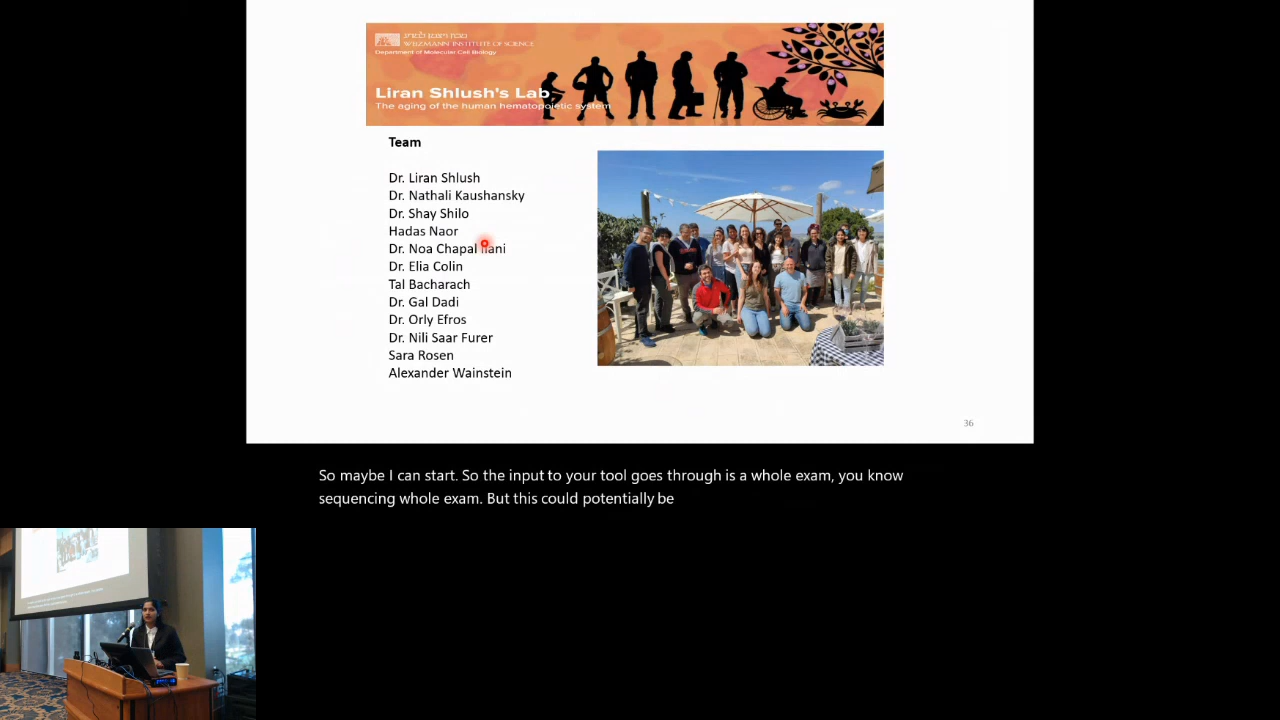 WEIZMANN INSTITUTE OF SCIENCE
Department of Molecular Cell Biology
Liran Shlush's Lab
The aging of the human hematopoietic system
Team
Dr. Liran Shlush
Dr. Nathali Kaushansky
Dr. Shay Shilo
Hadas Naor
Dr. Noa Chapal Ilani
Dr. Elia Colin
Tal Bacharach
Dr. Gal Dadi
Dr. Orly Efros
Dr. Nili Saar Furer
Sara Rosen
Alexander Wainstein
36
So maybe I can start. So the input to your tool goes through is a whole exam, you know
sequencing whole exam. But this could potentially be